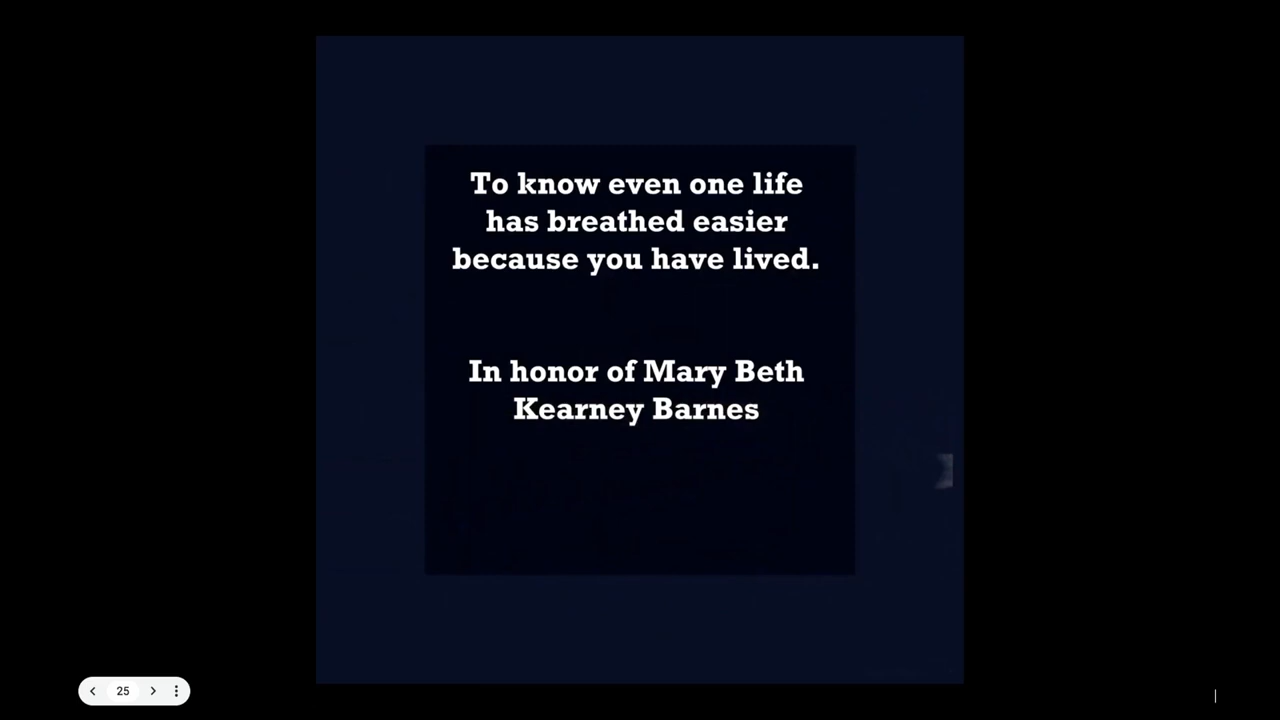 To know even one life
has breathed easier
because you have lived.
In honor of Mary Beth
Kearney Barnes
25